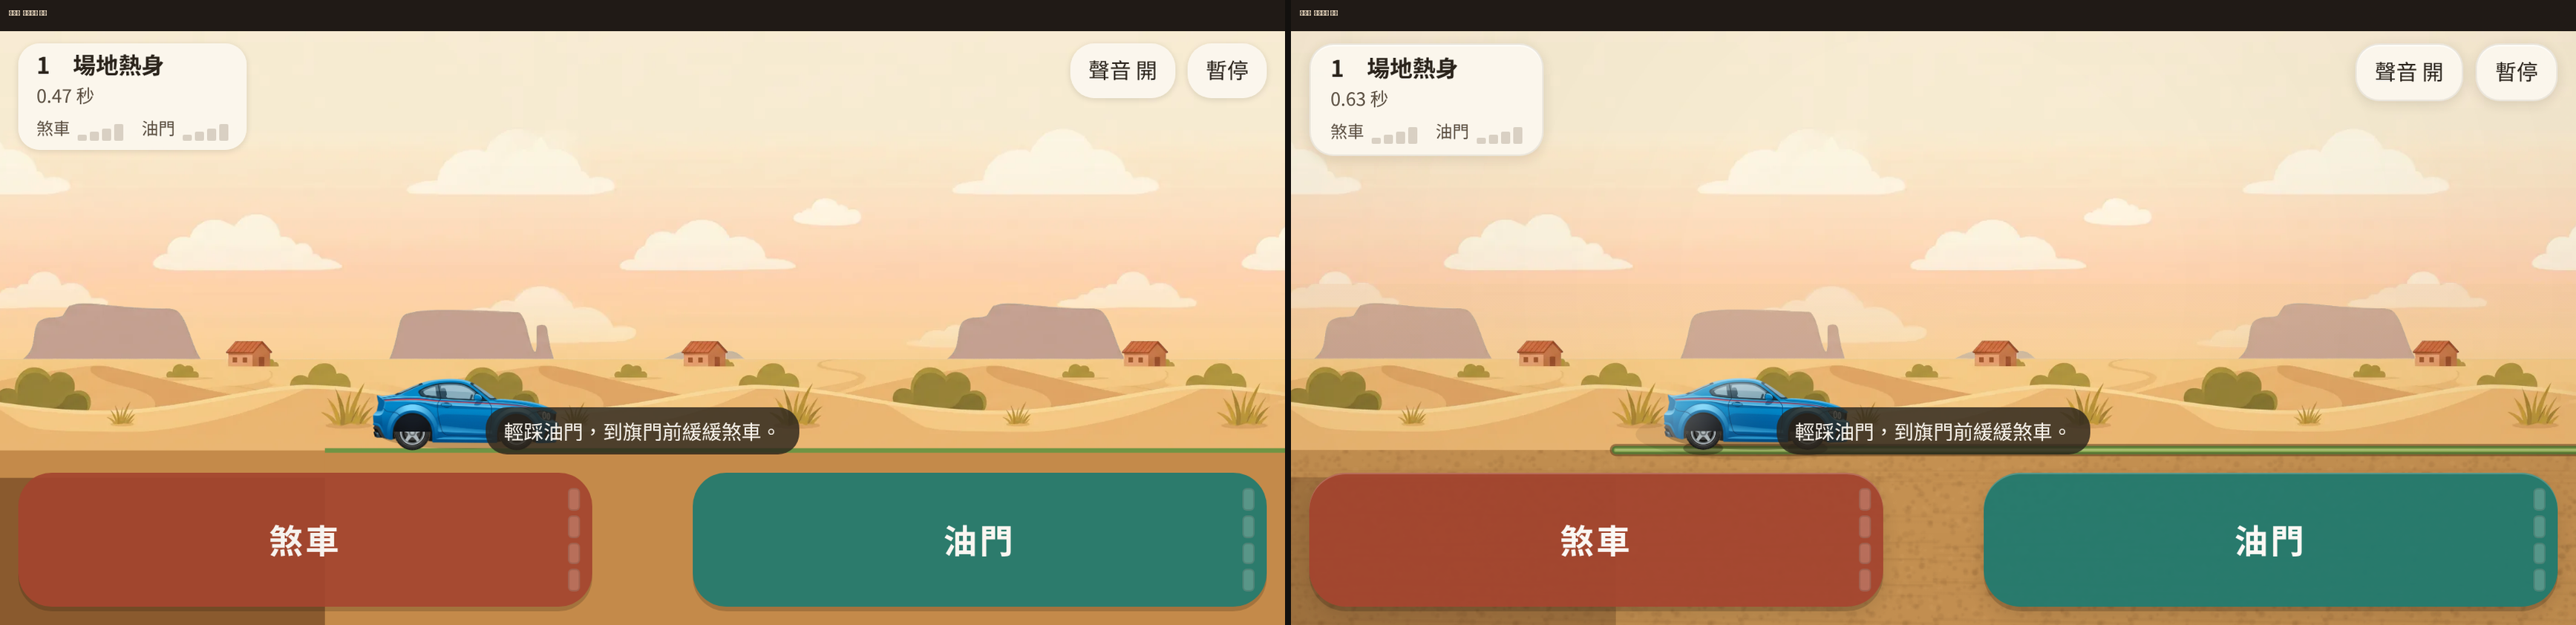 1 場地熱身
0.47 秒
煞車 油門
聲音 開
暫停
輕踩油門，到旗門前緩緩煞車。
煞車
油門
1 場地熱身
0.63 秒
煞車 油門
聲音 開
暫停
輕踩油門，到旗門前緩緩煞車。
煞車
油門